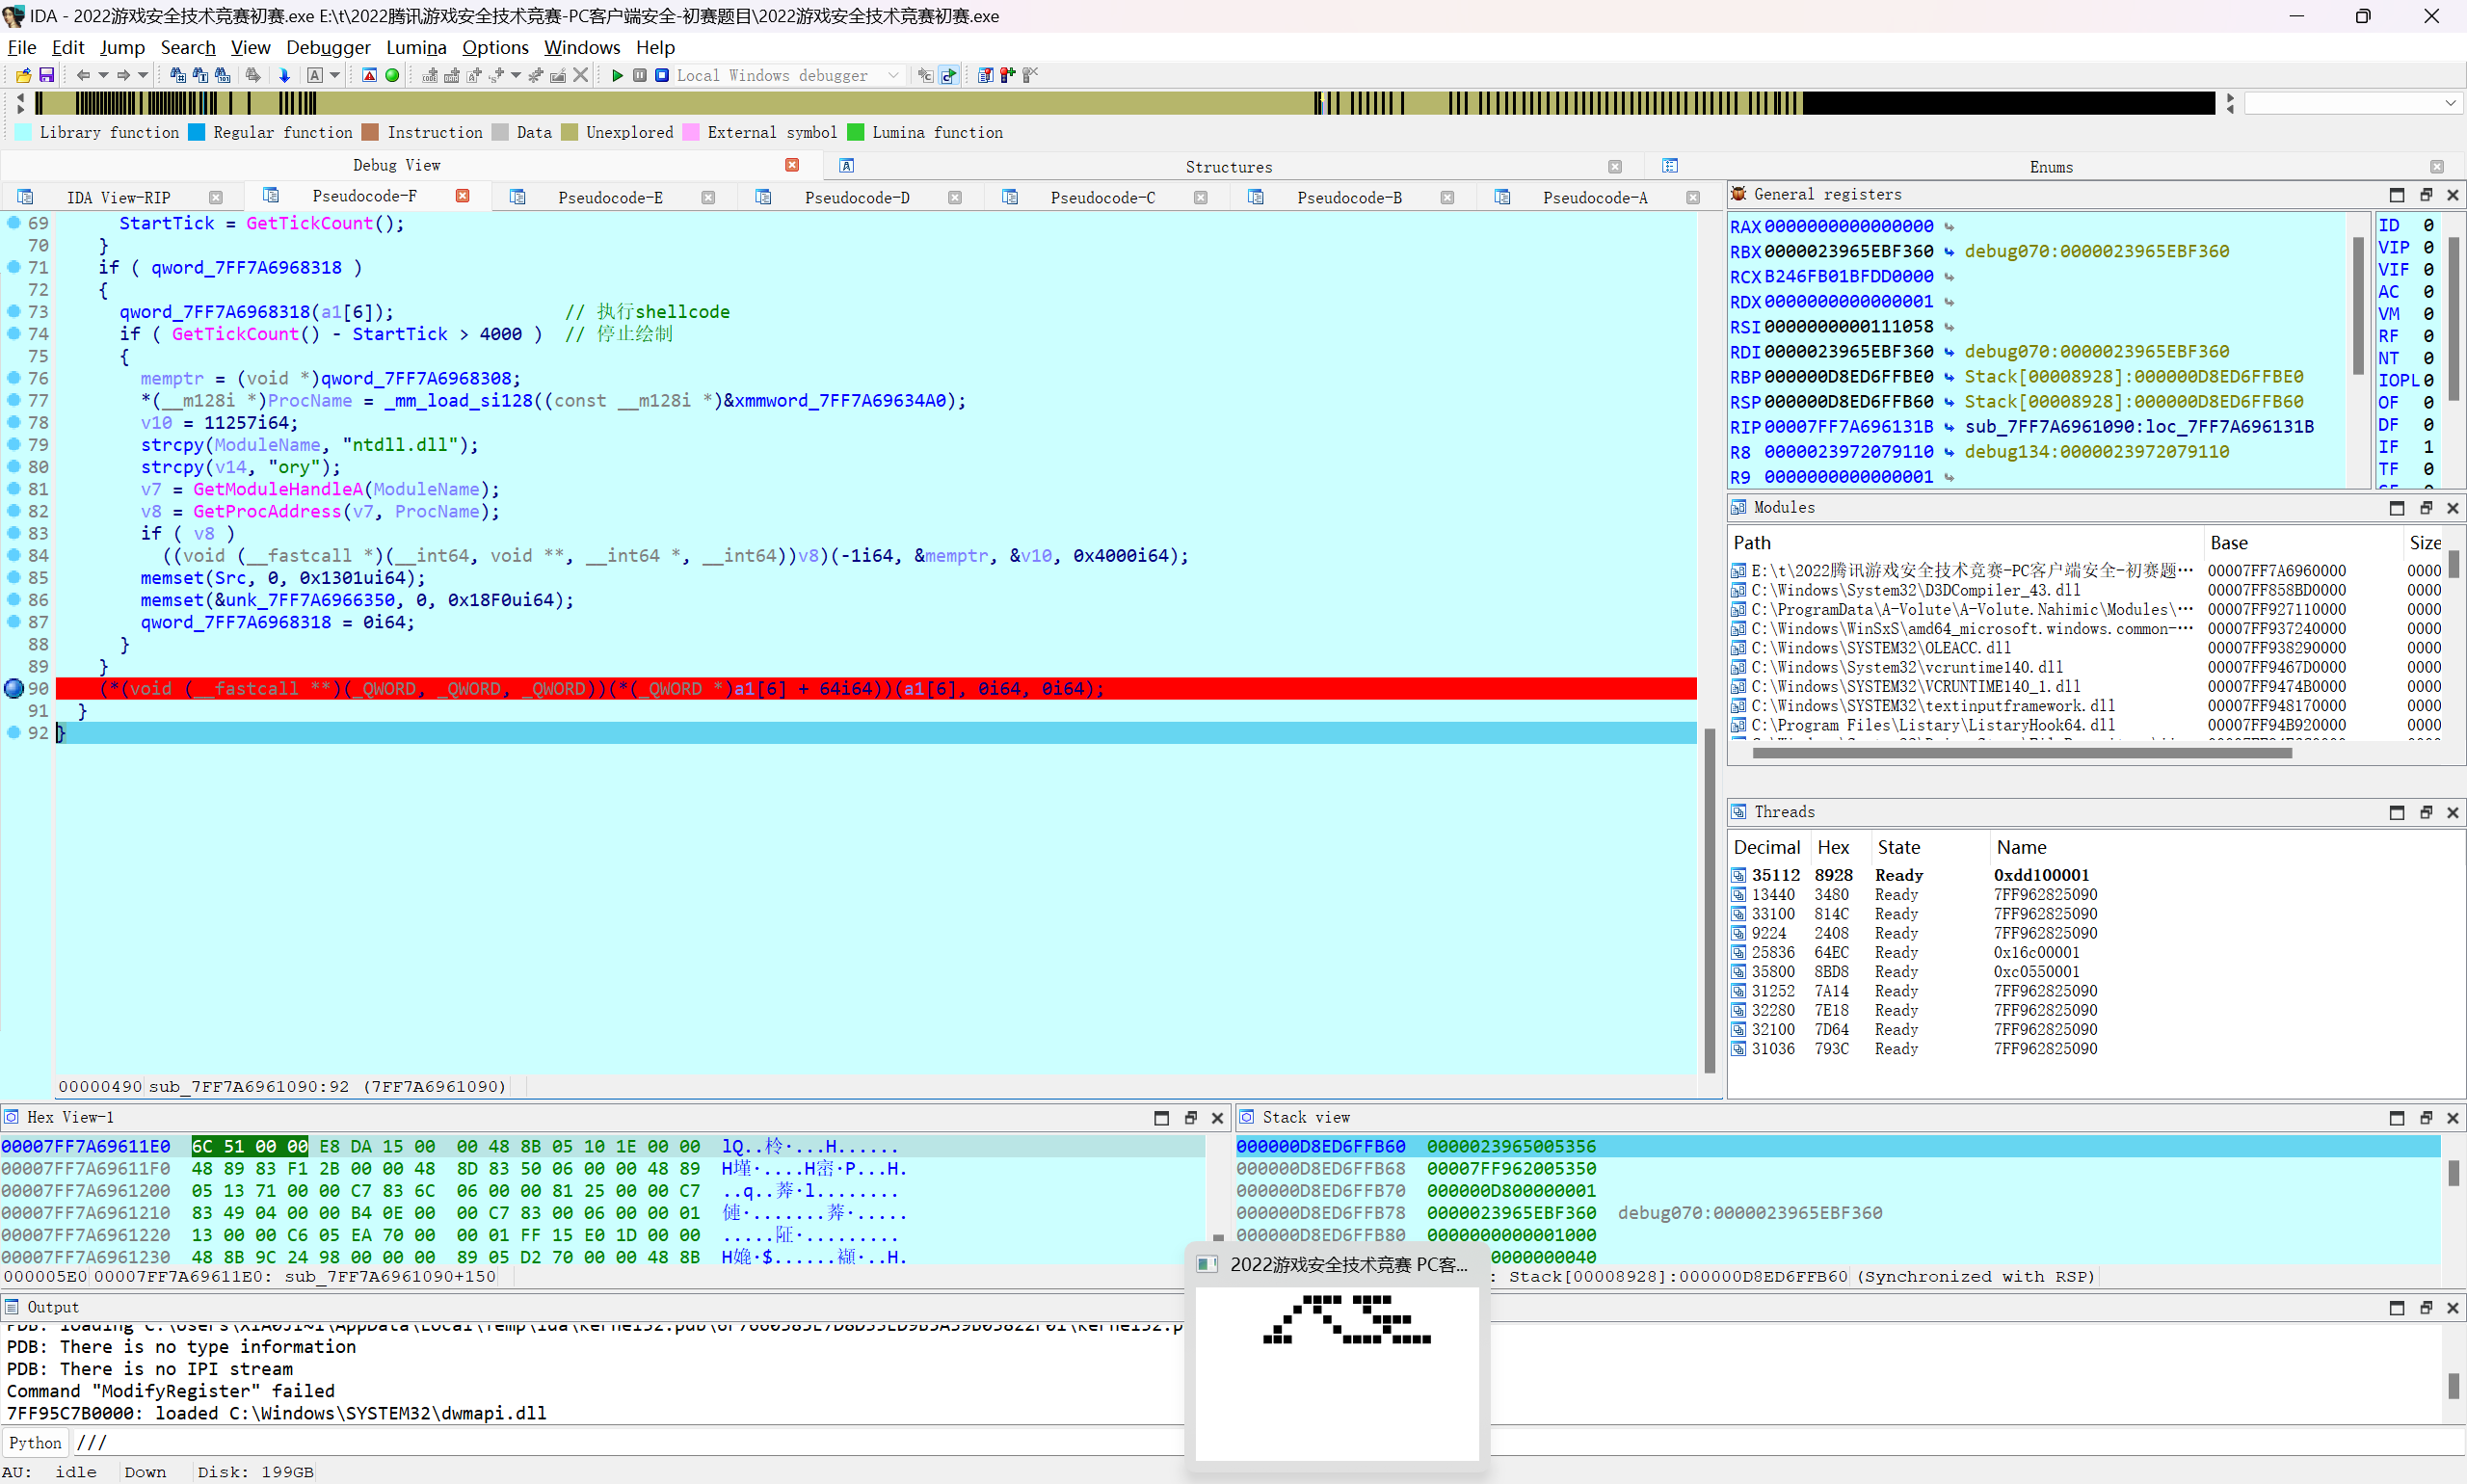 IDA - 2022游戏安全技术竞赛初赛.exe E:\t\2022腾讯游戏安全技术竞赛-PC客户端安全-初赛题目\2022游戏安全技术竞赛初赛.exe
File Edit Jump Search View Debugger Lumina Options Windows Help
Local Windows debugger
Library function Regular function Instruction Data Unexplored External symbol Lumina function
Debug View Structures Enums
IDA View-RIP Pseudocode-F Pseudocode-E Pseudocode-D Pseudocode-C Pseudocode-B Pseudocode-A
69 StartTick = GetTickCount();
70 }
71 if ( qword_7FF7A6968318 )
72 {
73 qword_7FF7A6968318(a1[6]); // 执行shellcode
74 if ( GetTickCount() - StartTick > 4000 ) // 停止绘制
75 {
76 memptr = (void *)qword_7FF7A6968308;
77 *(__m128i *)ProcName = _mm_load_si128((const __m128i *)&xmmword_7FF7A69634A0);
78 v10 = 11257i64;
79 strcpy(ModuleName, "ntdll.dll");
80 strcpy(v14, "ory");
81 v7 = GetModuleHandleA(ModuleName);
82 v8 = GetProcAddress(v7, ProcName);
83 if ( v8 )
84 ((void (__fastcall *)(__int64, void **, __int64 *, __int64))v8)(-1i64, &memptr, &v10, 0x4000i64);
85 memset(Src, 0, 0x1301ui64);
86 memset(&unk_7FF7A6966350, 0, 0x18F0ui64);
87 qword_7FF7A6968318 = 0i64;
88 }
89 }
90 (*(void (__fastcall **)(_QWORD, _QWORD, _QWORD))(*(_QWORD *)a1[6] + 64i64))(a1[6], 0i64, 0i64);
91 }
92 }
00000490 sub_7FF7A6961090:92 (7FF7A6961090)
General registers
RAX 0000000000000000
RBX 0000023965EBF360 debug070:0000023965EBF360
RCX B246FB01BFDD0000
RDX 0000000000000001
RSI 0000000000111058
RDI 0000023965EBF360 debug070:0000023965EBF360
RBP 000000D8ED6FFBE0 Stack[00008928]:000000D8ED6FFBE0
RSP 000000D8ED6FFB60 Stack[00008928]:000000D8ED6FFB60
RIP 00007FF7A696131B sub_7FF7A6961090:loc_7FF7A696131B
R8 0000023972079110 debug134:0000023972079110
R9 0000000000000001
ID 0
VIP 0
VIF 0
AC 0
VM 0
RF 0
NT 0
IOPL 0
OF 0
DF 0
IF 1
TF 0
Modules
Path Base Size
E:\t\2022腾讯游戏安全技术竞赛-PC客户端安全-初赛题··· 00007FF7A6960000 0000
C:\Windows\System32\D3DCompiler_43.dll 00007FF858BD0000 0000
C:\ProgramData\A-Volute\A-Volute.Nahimic\Modules\··· 00007FF927110000 0000
C:\Windows\WinSxS\amd64_microsoft.windows.common-··· 00007FF937240000 0000
C:\Windows\SYSTEM32\OLEACC.dll 00007FF938290000 0000
C:\Windows\System32\vcruntime140.dll 00007FF9467D0000 0000
C:\Windows\SYSTEM32\VCRUNTIME140_1.dll 00007FF9474B0000 0000
C:\Windows\SYSTEM32\textinputframework.dll 00007FF948170000 0000
C:\Program Files\Listary\ListaryHook64.dll 00007FF94B920000 0000
Threads
Decimal Hex State Name
35112 8928 Ready 0xdd100001
13440 3480 Ready 7FF962825090
33100 814C Ready 7FF962825090
9224 2408 Ready 7FF962825090
25836 64EC Ready 0x16c00001
35800 8BD8 Ready 0xc0550001
31252 7A14 Ready 7FF962825090
32280 7E18 Ready 7FF962825090
32100 7D64 Ready 7FF962825090
31036 793C Ready 7FF962825090
Hex View-1
00007FF7A69611E0 6C 51 00 00 E8 DA 15 00 00 48 8B 05 10 1E 00 00 lQ..柃·...H......
00007FF7A69611F0 48 89 83 F1 2B 00 00 48 8D 83 50 06 00 00 48 89
00007FF7A6961200 05 13 71 00 00 C7 83 6C 06 00 00 81 25 00 00 C7
00007FF7A6961210 83 49 04 00 00 B4 0E 00 00 C7 83 00 06 00 00 01
00007FF7A6961220 13 00 00 C6 05 EA 70 00 00 01 FF 15 E0 1D 00 00
00007FF7A6961230 48 8B 9C 24 98 00 00 00 89 05 D2 70 00 00 48 8B
000005E0 00007FF7A69611E0: sub_7FF7A6961090+150
Stack view
000000D8ED6FFB60 0000023965005356
000000D8ED6FFB68 00007FF962005350
000000D8ED6FFB70 000000D800000001
000000D8ED6FFB78 0000023965EBF360 debug070:0000023965EBF360
000000D8ED6FFB80 0000000000001000
0000000000040
: Stack[00008928]:000000D8ED6FFB60 (Synchronized with RSP)
2022游戏安全技术竞赛 PC客...
Output
PDB: There is no type information
PDB: There is no IPI stream
Command "ModifyRegister" failed
7FF95C7B0000: loaded C:\Windows\SYSTEM32\dwmapi.dll
Python ///
AU: idle Down Disk: 199GB